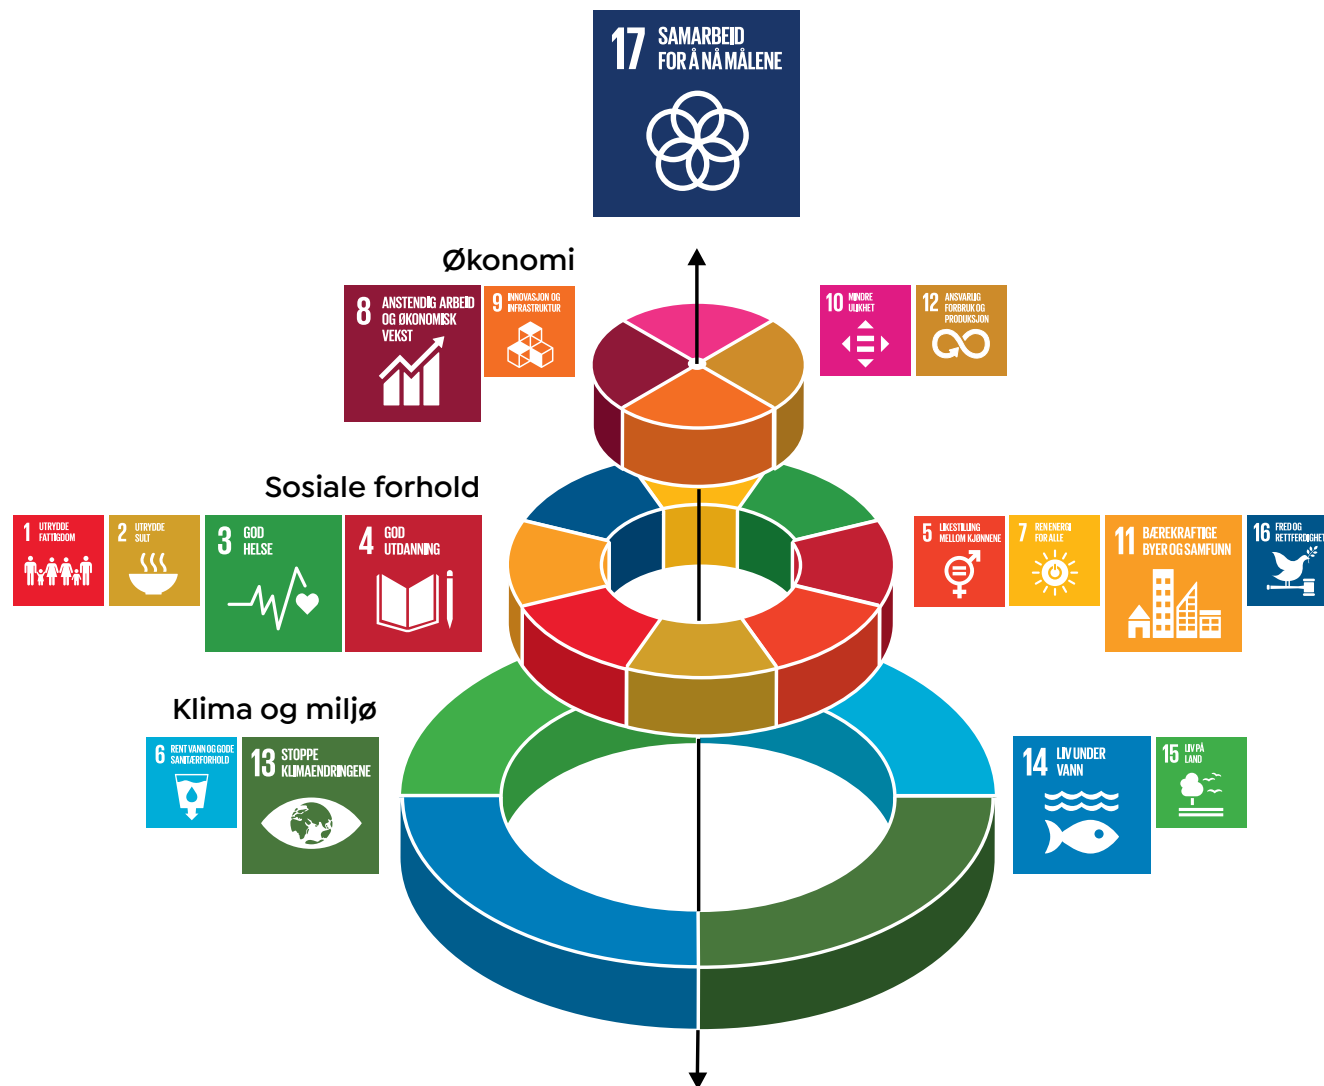 17 SAMARBEID
FOR Å NÅ MÅLENE
Økonomi
8 ANSTENDIG ARBEID
OG ØKONOMISK
VEKST
9 INNOVASJON OG
INFRASTRUKTUR
10 MINDRE
ULIKHET
12 ANSVARLIG
FORBRUK OG
PRODUKSJON
Sosiale forhold
1 UTRYDDE
FATTIGDOM
2 UTRYDDE
SULT
3 GOD
HELSE
4 GOD
UTDANNING
5 LIKESTILLING
MELLOM KJØNNENE
7 REN ENERGI
FOR ALLE
11 BÆREKRAFTIGE
BYER OG SAMFUNN
16 FRED OG
RETTFERDIGHET
Klima og miljø
6 RENT VANN OG GODE
SANITÆRFORHOLD
13 STOPPE
KLIMAENDRINGENE
14 LIV UNDER
VANN
15 LIV PÅ
LAND